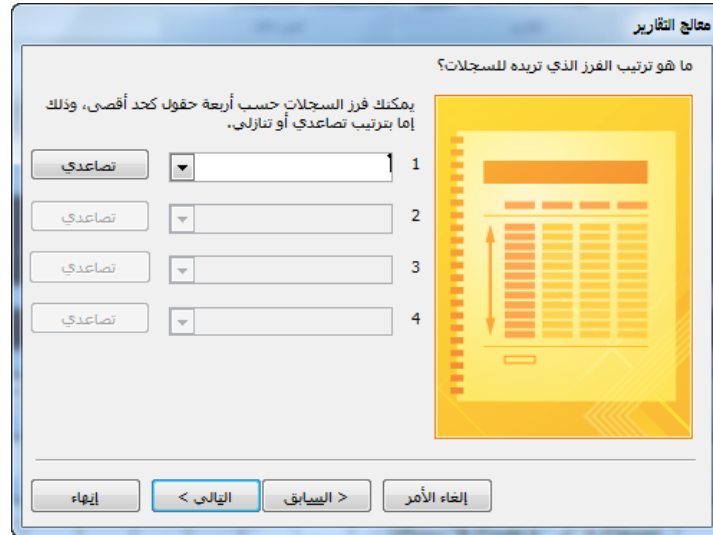 معالج التقارير
ما هو ترتيب الفرز الذي تريده للسجلات؟
يمكنك فرز السجلات حسب أربعة حقول كحد أقصى، وذلك
إما بترتيب تصاعدي أو تنازلي.
1 تصاعدي
2 تصاعدي
3 تصاعدي
4 تصاعدي
إلغاء الأمر < السابق التالي > إنهاء